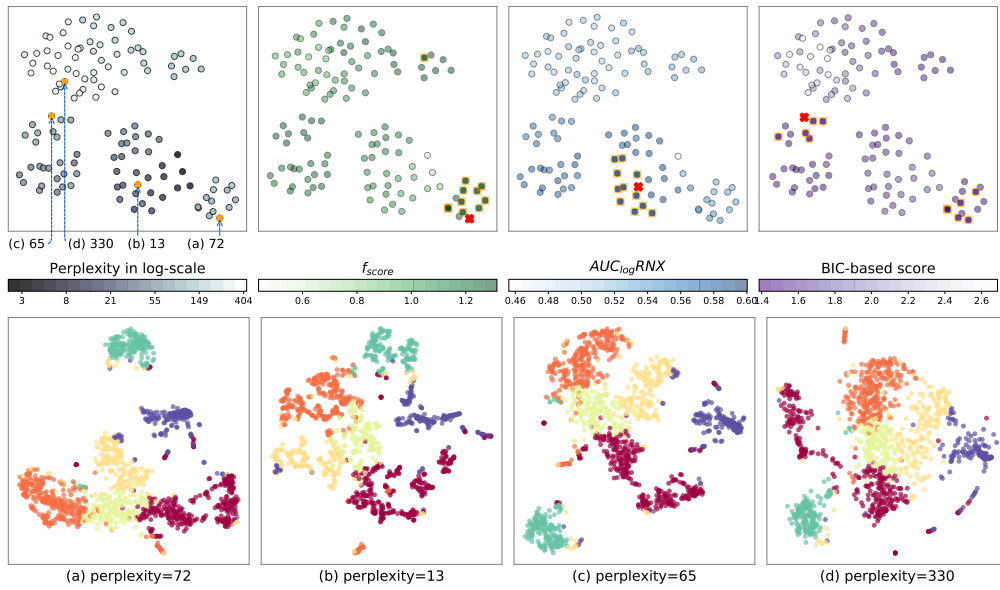 (c) 65 (d) 330 (b) 13 (a) 72
Perplexity in log-scale
3 8 21 55 149 404
f_score
0.6 0.8 1.0 1.2
AUC_logRNX
0.46 0.48 0.50 0.52 0.54 0.56 0.58 0.60
BIC-based score
1.4 1.6 1.8 2.0 2.2 2.4 2.6
(a) perplexity=72
(b) perplexity=13
(c) perplexity=65
(d) perplexity=330